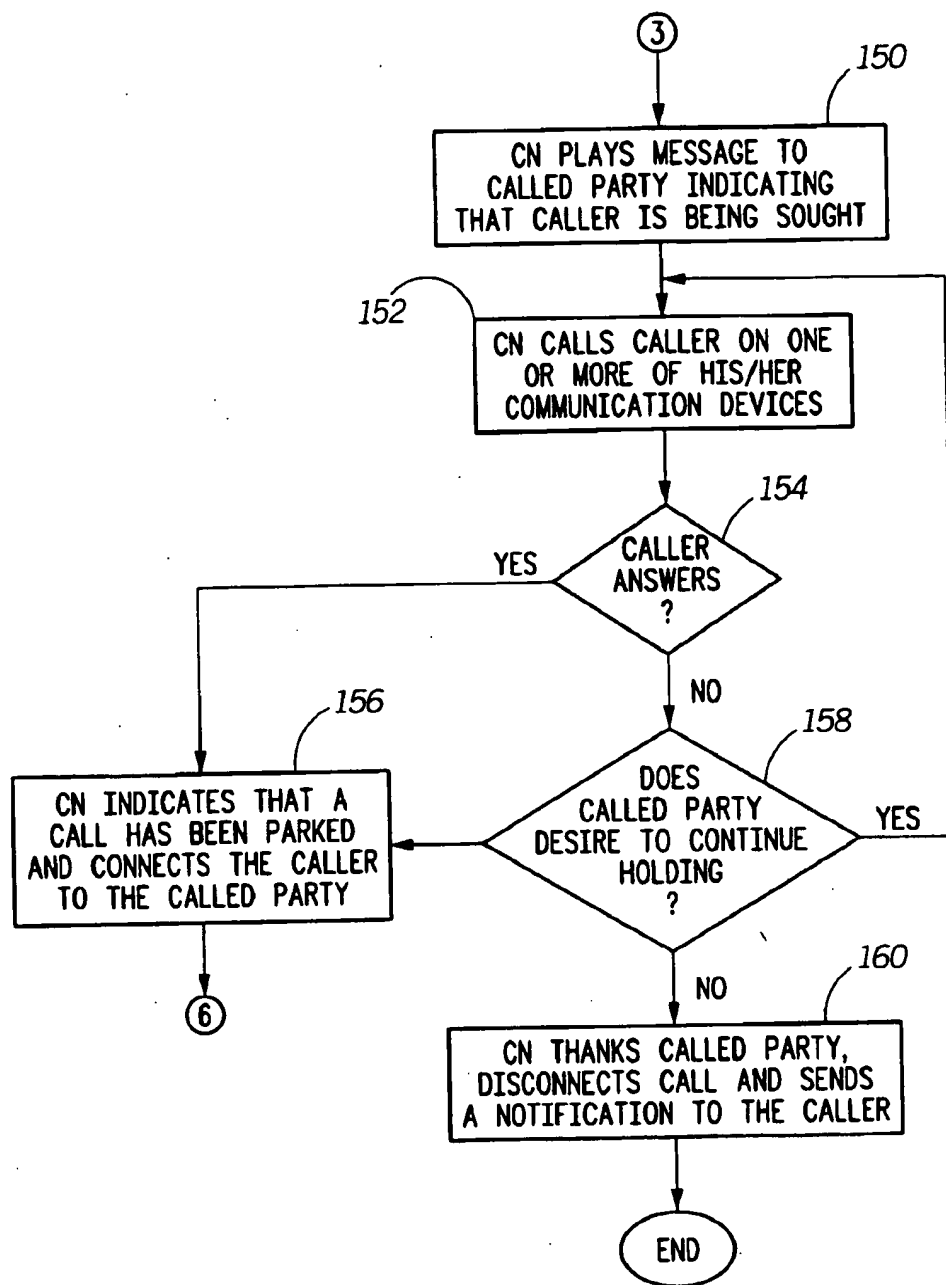 3
150
CN PLAYS MESSAGE TO
CALLED PARTY INDICATING
THAT CALLER IS BEING SOUGHT
152
CN CALLS CALLER ON ONE
OR MORE OF HIS/HER
COMMUNICATION DEVICES
154
CALLER
ANSWERS
?
YES
NO
156
CN INDICATES THAT A
CALL HAS BEEN PARKED
AND CONNECTS THE CALLER
TO THE CALLED PARTY
6
158
DOES
CALLED PARTY
DESIRE TO CONTINUE
HOLDING
?
YES
NO
160
CN THANKS CALLED PARTY,
DISCONNECTS CALL AND SENDS
A NOTIFICATION TO THE CALLER
END